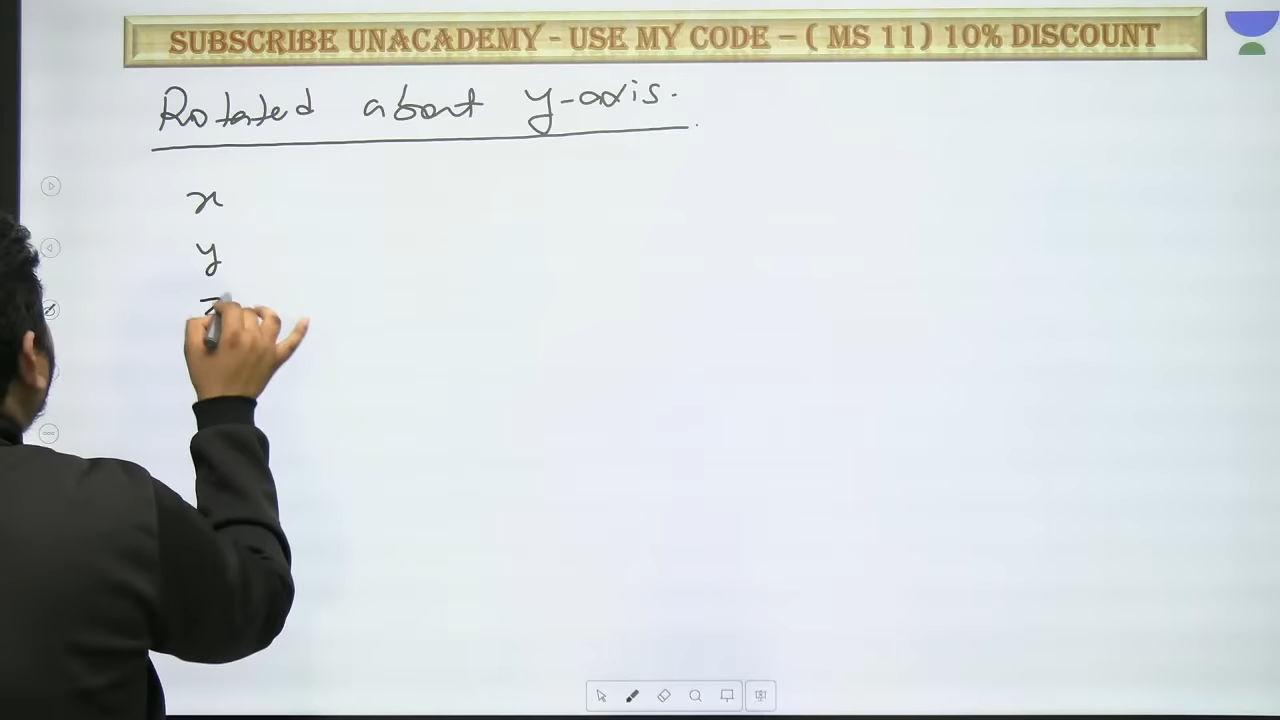 SUBSCRIBE UNACADEMY - USE MY CODE – ( MS 11) 10% DISCOUNT
Rotated about y-axis.
x
y
z